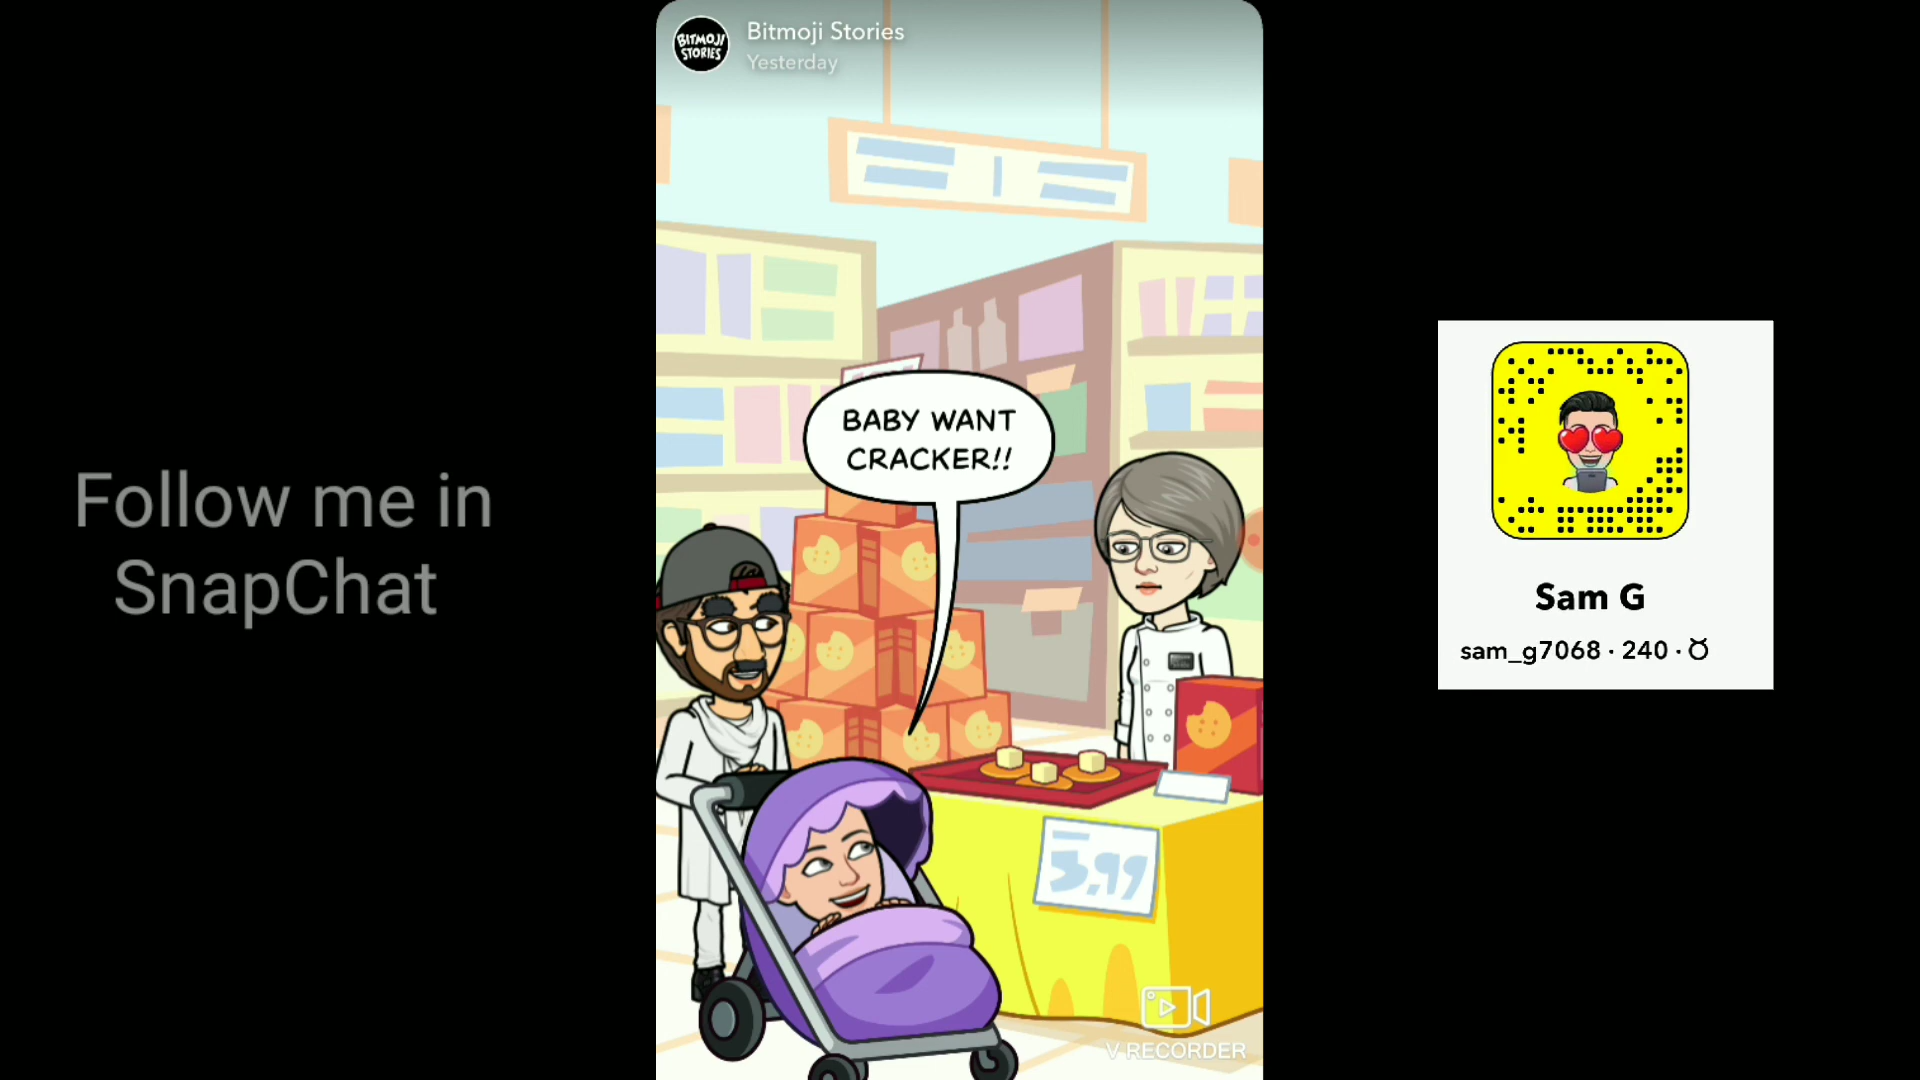 BITMOJI
STORIES
Bitmoji Stories
Yesterday
BABY WANT
CRACKER!!
Follow me in
SnapChat
Sam G
sam_g7068 · 240 · ♉
3.99
V RECORDER